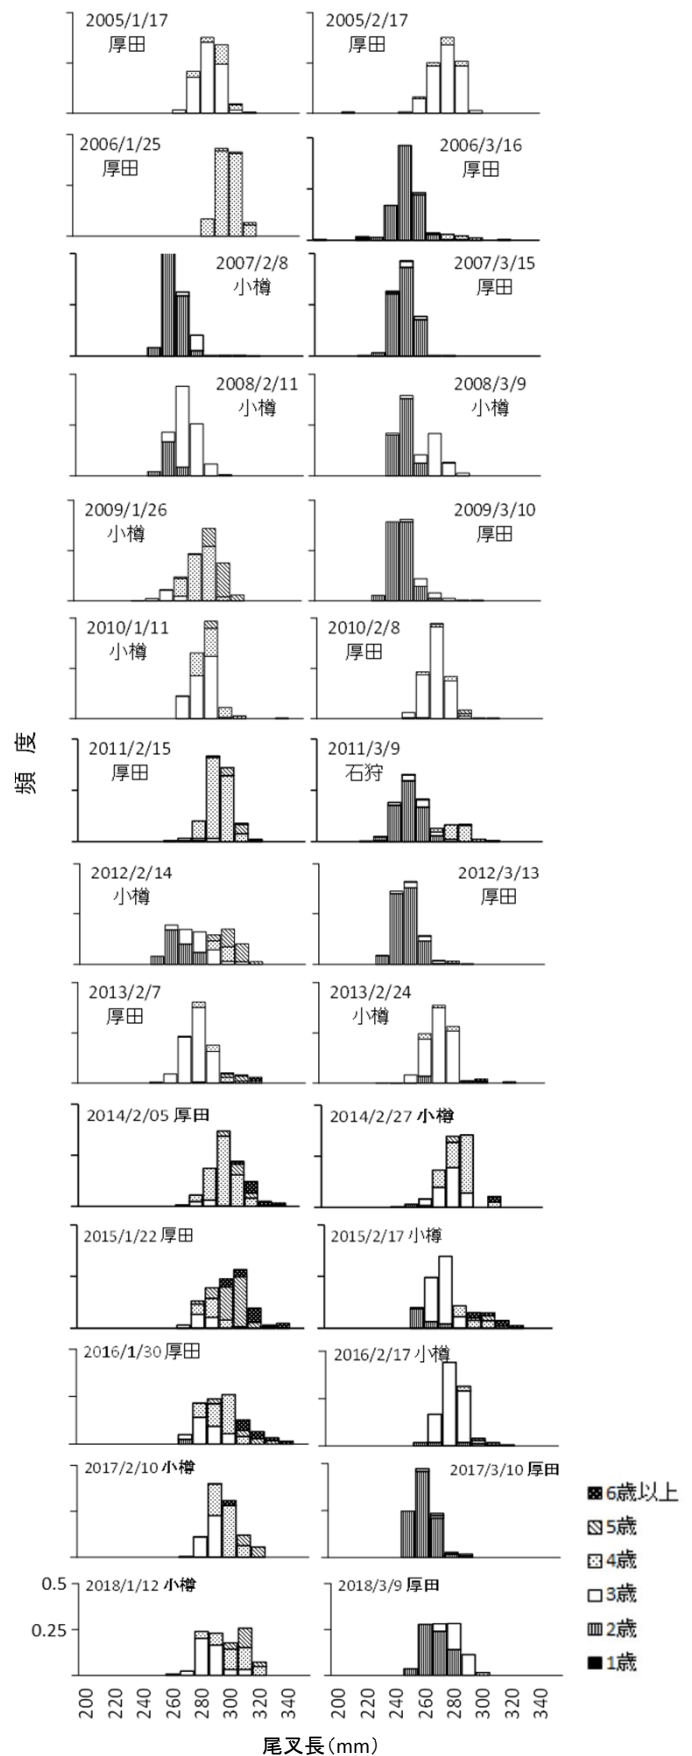 2005/1/17
厚田
2005/2/17
厚田
2006/1/25
厚田
2006/3/16
厚田
2007/2/8
小樽
2007/3/15
厚田
2008/2/11
小樽
2008/3/9
小樽
2009/1/26
小樽
2009/3/10
厚田
2010/1/11
小樽
2010/2/8
厚田
頻度
2011/2/15
厚田
2011/3/9
石狩
2012/2/14
小樽
2012/3/13
厚田
2013/2/7
厚田
2013/2/24
小樽
2014/2/05 厚田
2014/2/27 小樽
2015/1/22 厚田
2015/2/17 小樽
2016/1/30 厚田
2016/2/17 小樽
2017/2/10 小樽
2017/3/10 厚田
6歳以上
5歳
4歳
3歳
2歳
1歳
0.5
0.25
2018/1/12 小樽
2018/3/9 厚田
200 220 240 260 280 300 320 340
200 220 240 260 280 300 320 340
尾叉長(mm)